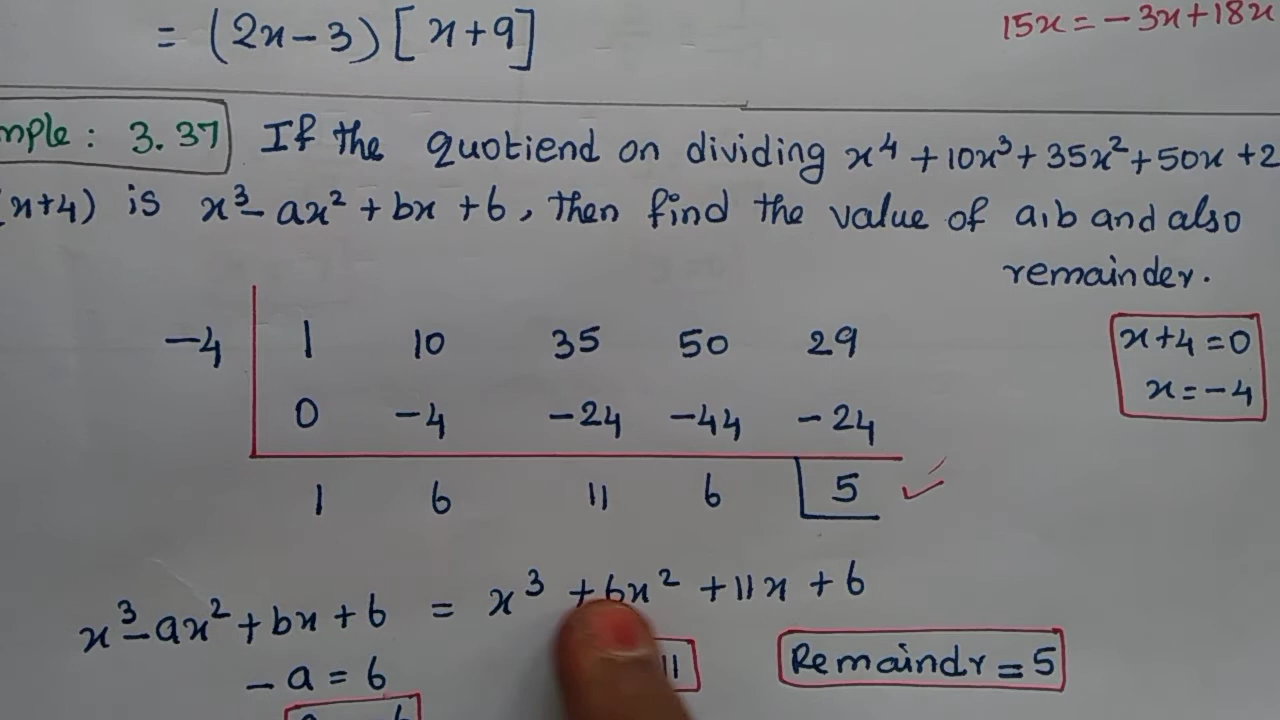 = (2x-3) [x+9]
15x = -3x+18x
mple: 3.37 If the quotiend on dividing x⁴ + 10x³ + 35x² + 50x + 2
(x+4) is x³ - ax² + bx + 6, then find the value of a,b and also
remainder.
-4 1 10 35 50 29
0 -4 -24 -44 -24
1 6 11 6 5 ✓
x+4=0
x=-4
x³-ax²+bx+6 = x³ +6x² +11x +6
-a = 6
11
Remaindr = 5